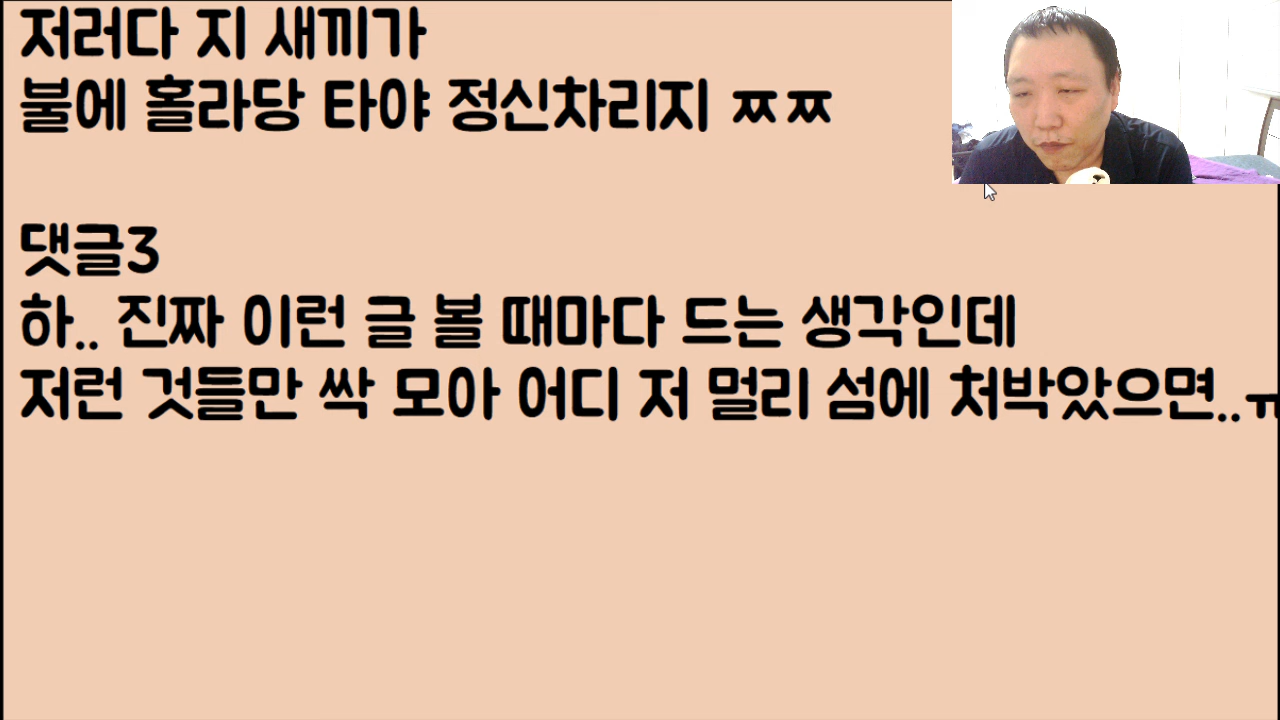 저러다 지 새끼가
불에 홀라당 타야 정신차리지 ㅉㅉ
댓글3
하.. 진짜 이런 글 볼 때마다 드는 생각인데
저런 것들만 싹 모아 어디 저 멀리 섬에 처박았으면..ㅠ